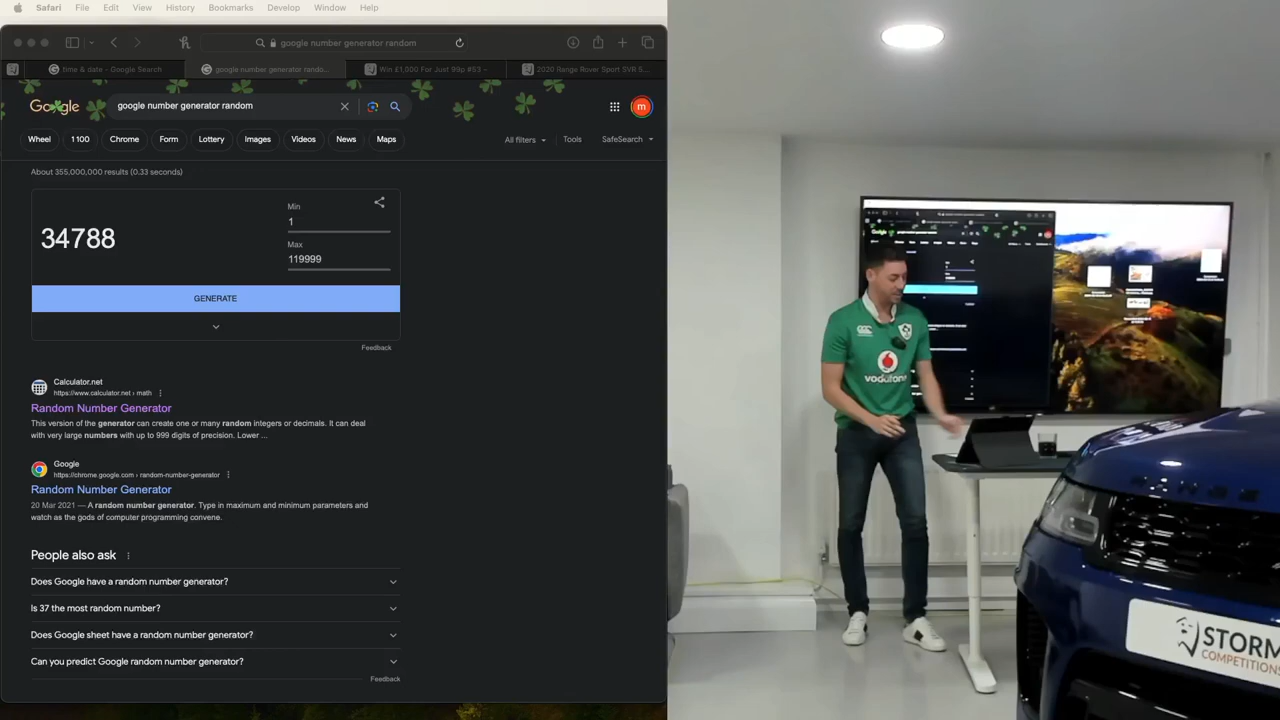 Safari File Edit View History Bookmarks Develop Window Help
google number generator random
time & date - Google Search
google number generator rando...
Win £1,000 For Just 99p #53 -
2020 Range Rover Sport SVR S...
Google
google number generator random
m
Wheel
1 100
Chrome
Form
Lottery
Images
Videos
News
Maps
All filters
Tools
SafeSearch
About 355,000,000 results (0.33 seconds)
34788
Min
1
Max
119999
GENERATE
Feedback
Calculator.net
https://www.calculator.net › math
Random Number Generator
This version of the generator can create one or many random integers or decimals. It can deal
with very large numbers with up to 999 digits of precision. Lower ...
Google
https://chrome.google.com › random-number-generator
Random Number Generator
20 Mar 2021 — A random number generator. Type in maximum and minimum parameters and
watch as the gods of computer programming convene.
People also ask
Does Google have a random number generator?
Is 37 the most random number?
Does Google sheet have a random number generator?
Can you predict Google random number generator?
Feedback
Google
vodafone
STORM
COMPETITIONS